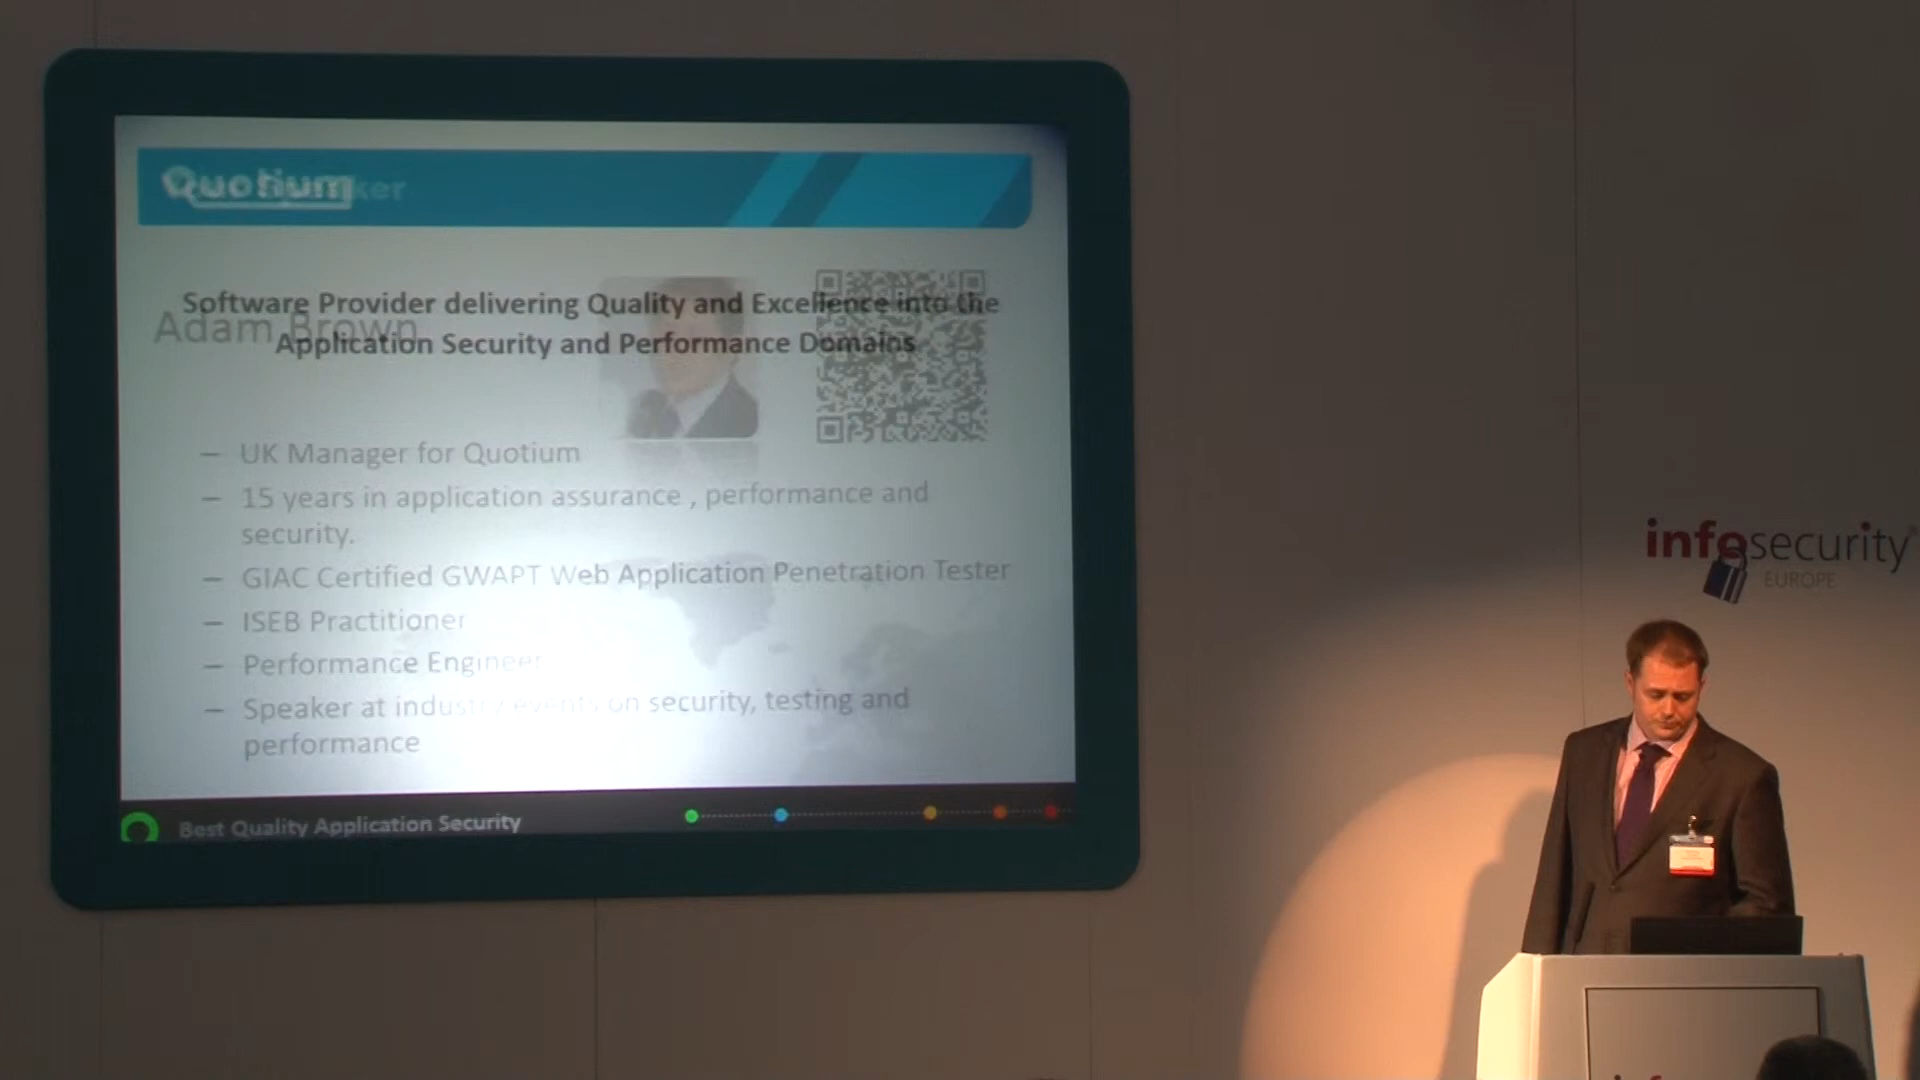 Quotium
Software Provider delivering Quality and Excellence into the
Application Security and Performance Domains
Adam Brown
– UK Manager for Quotium
– 15 years in application assurance , performance and
security.
– GIAC Certified GWAPT Web Application Penetration Tester
– ISEB Practitioner
– Performance Engineer
– Speaker at industry events on security, testing and
performance
Best Quality Application Security
infosecurity®
EUROPE